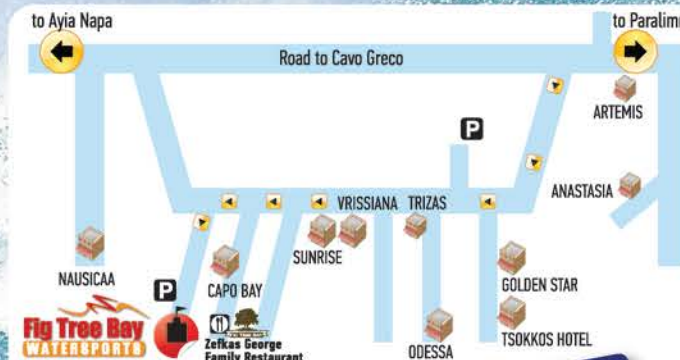 to Ayia Napa
to Paralim
Road to Cavo Greco
P
ARTEMIS
ANASTASIA
VRISSIANA TRIZAS
SUNRISE
NAUSICAA
CAPO BAY
GOLDEN STAR
P
Fig Tree Bay
WATERSPORTS
Zefkas George
Family Restaurant
ODESSA
TSOKKOS HOTEL